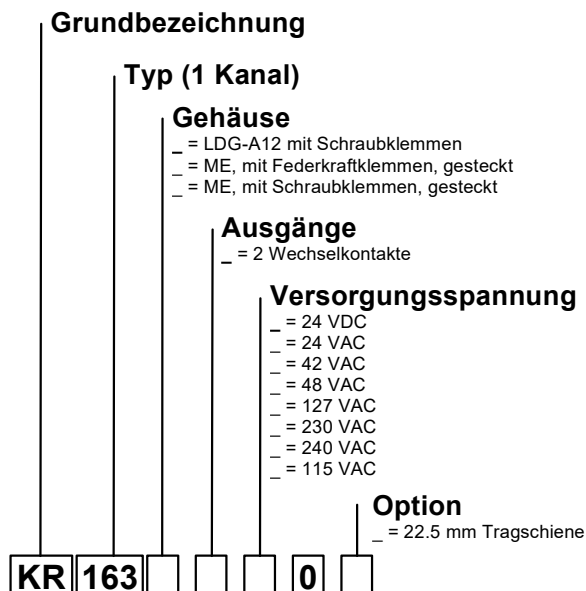 Grundbezeichnung
Typ (1 Kanal)
Gehäuse
_ = LDG-A12 mit Schraubklemmen
_ = ME, mit Federkraftklemmen, gesteckt
_ = ME, mit Schraubklemmen, gesteckt
Ausgänge
_ = 2 Wechselkontakte
Versorgungsspannung
_ = 24 VDC
_ = 24 VAC
_ = 42 VAC
_ = 48 VAC
_ = 127 VAC
_ = 230 VAC
_ = 240 VAC
_ = 115 VAC
Option
_ = 22.5 mm Tragschiene
KR 163 0